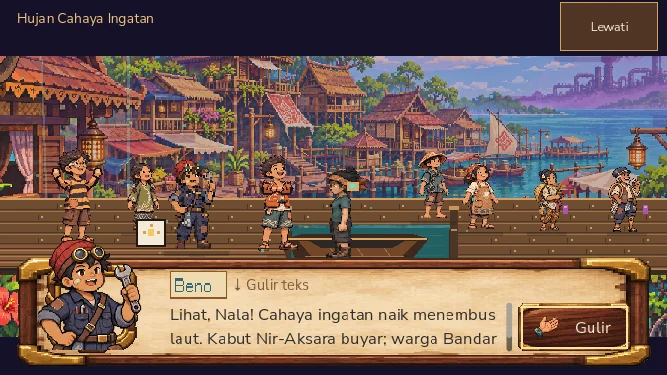 Hujan Cahaya Ingatan
Lewati
Beno
↓ Gulir teks
Lihat, Nala! Cahaya ingatan naik menembus
laut. Kabut Nir-Aksara buyar; warga Bandar
Gulir